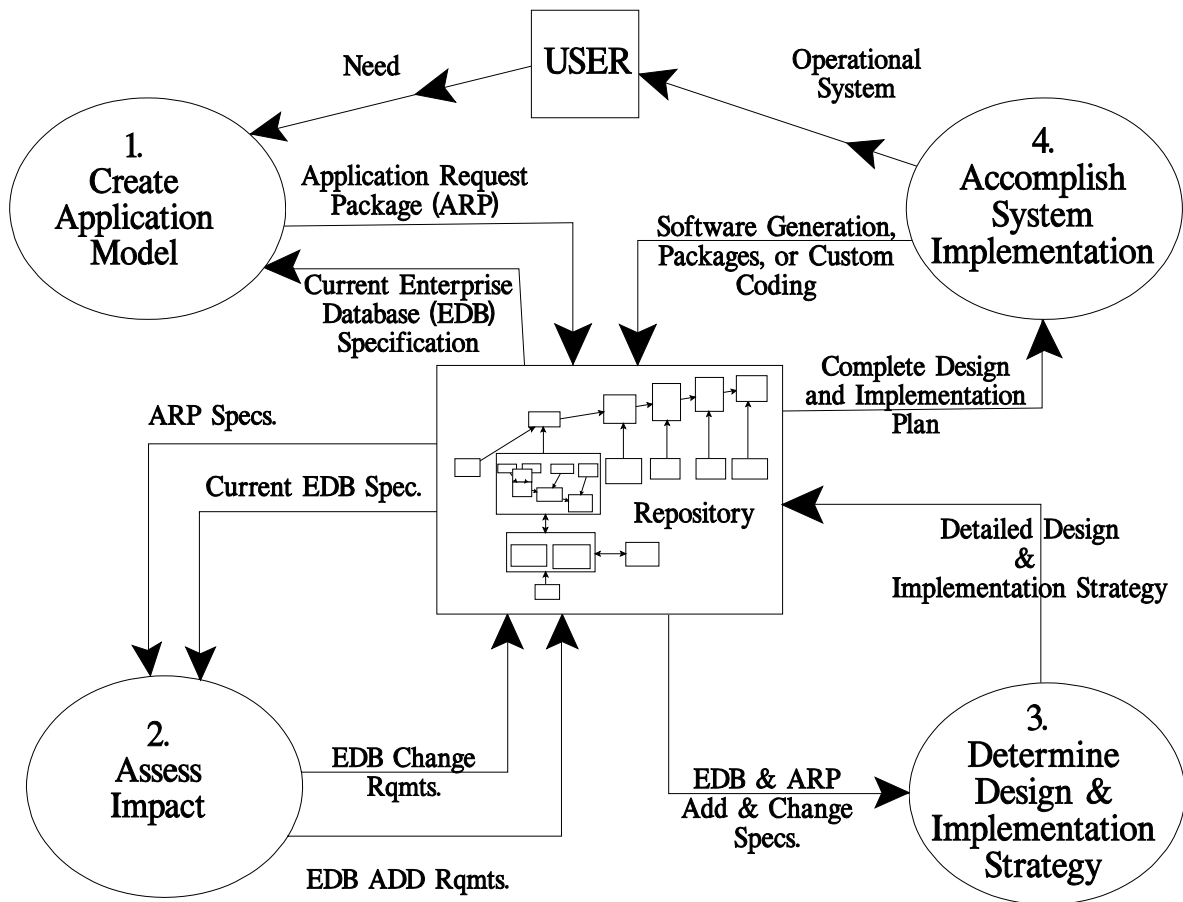 USER
Need
Operational
System
1.
Create
Application
Model
4.
Accomplish
System
Implementation
Application Request
Package (ARP)
Software Generation,
Packages, or Custom
Coding
Current Enterprise
Database (EDB)
Specification
Complete Design
and Implementation
Plan
ARP Specs.
Current EDB Spec.
Repository
Detailed Design
&
Implementation Strategy
2.
Assess
Impact
EDB Change
Rqmts.
EDB ADD Rqmts.
EDB & ARP
Add & Change
Specs.
3.
Determine
Design &
Implementation
Strategy